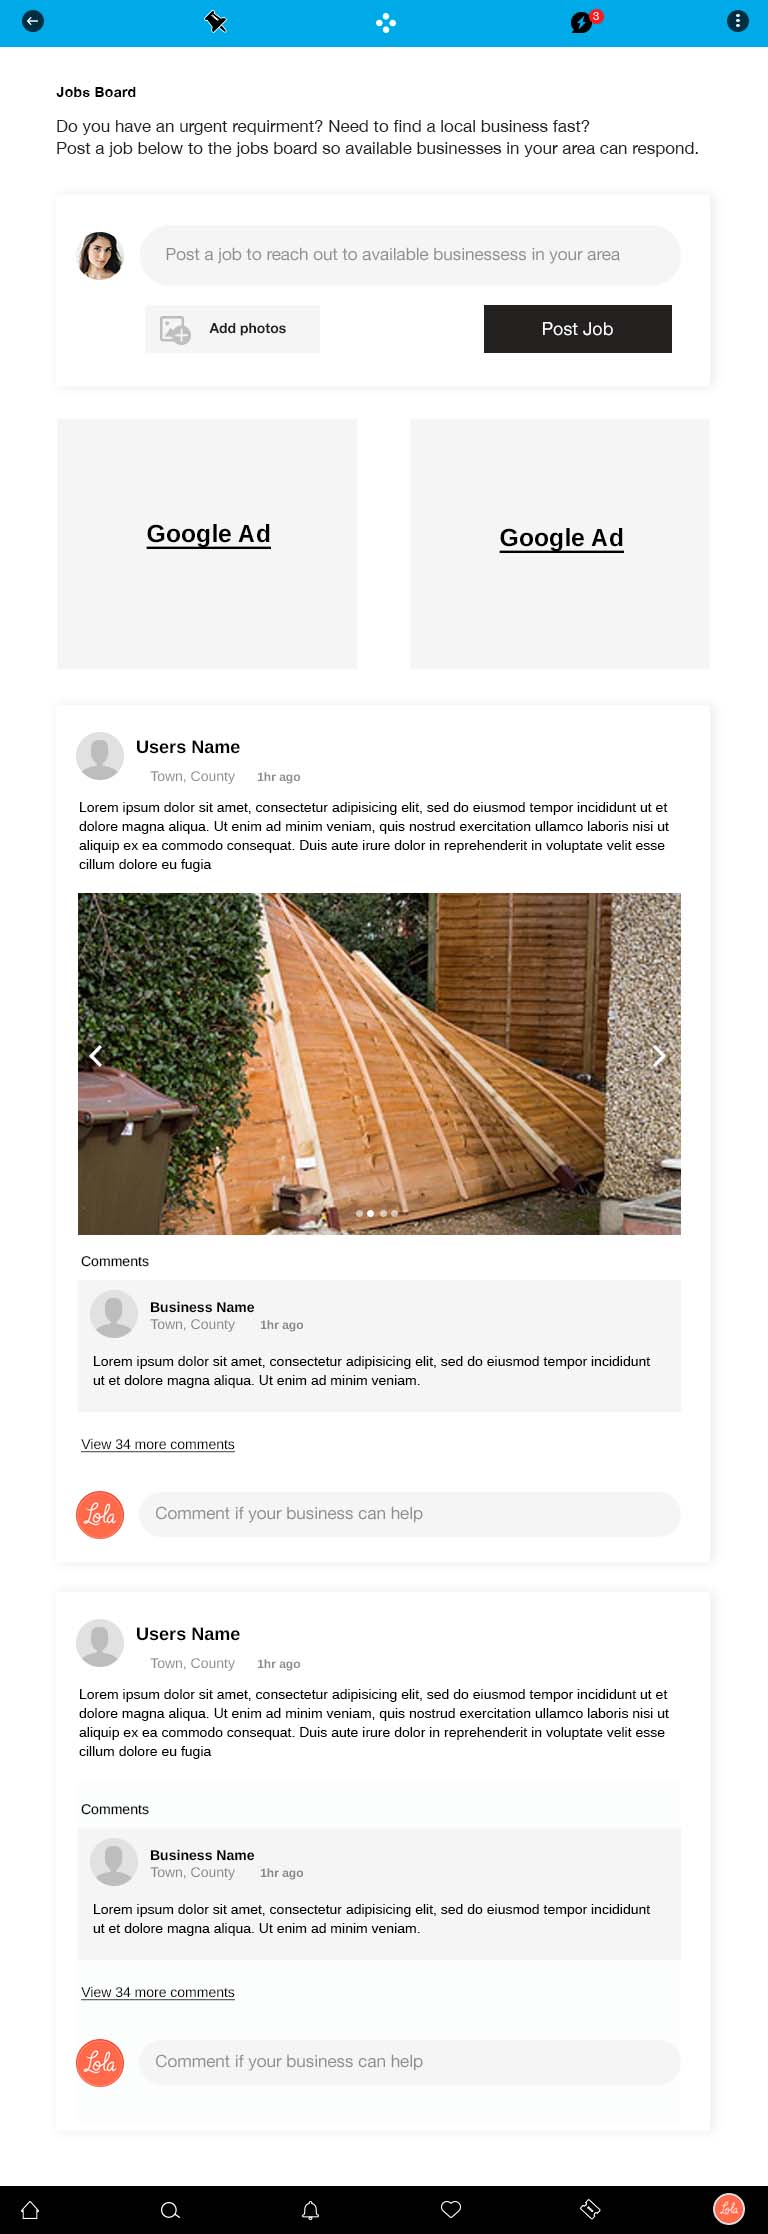 3
Jobs Board
Do you have an urgent requirment? Need to find a local business fast?
Post a job below to the jobs board so available businesses in your area can respond.
Post a job to reach out to available businessess in your area
Add photos
Post Job
Google Ad
Google Ad
Users Name
Town, County 1hr ago
Lorem ipsum dolor sit amet, consectetur adipisicing elit, sed do eiusmod tempor incididunt ut et
dolore magna aliqua. Ut enim ad minim veniam, quis nostrud exercitation ullamco laboris nisi ut
aliquip ex ea commodo consequat. Duis aute irure dolor in reprehenderit in voluptate velit esse
cillum dolore eu fugia
Comments
Business Name
Town, County 1hr ago
Lorem ipsum dolor sit amet, consectetur adipisicing elit, sed do eiusmod tempor incididunt
ut et dolore magna aliqua. Ut enim ad minim veniam.
View 34 more comments
Lola
Comment if your business can help
Users Name
Town, County 1hr ago
Lorem ipsum dolor sit amet, consectetur adipisicing elit, sed do eiusmod tempor incididunt ut et
dolore magna aliqua. Ut enim ad minim veniam, quis nostrud exercitation ullamco laboris nisi ut
aliquip ex ea commodo consequat. Duis aute irure dolor in reprehenderit in voluptate velit esse
cillum dolore eu fugia
Comments
Business Name
Town, County 1hr ago
Lorem ipsum dolor sit amet, consectetur adipisicing elit, sed do eiusmod tempor incididunt
ut et dolore magna aliqua. Ut enim ad minim veniam.
View 34 more comments
Lola
Comment if your business can help
Lola